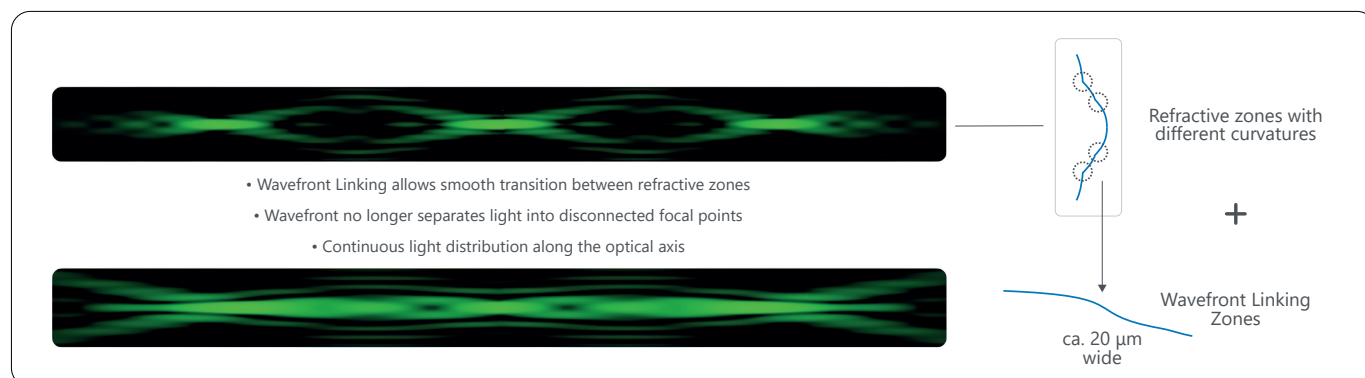 Refractive zones with
different curvatures
• Wavefront Linking allows smooth transition between refractive zones
• Wavefront no longer separates light into disconnected focal points
• Continuous light distribution along the optical axis
+
Wavefront Linking
Zones
ca. 20 µm
wide